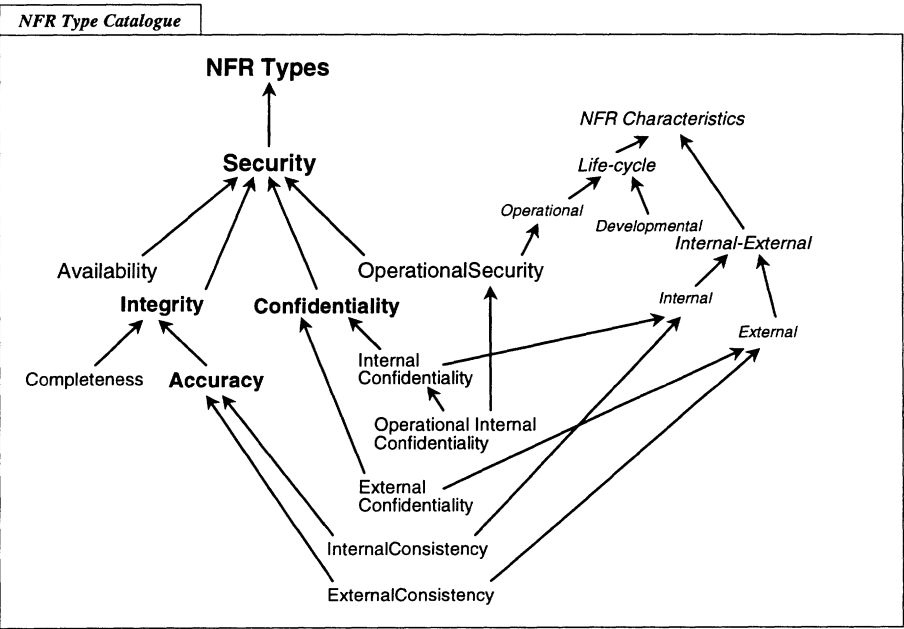 NFR Type Catalogue
NFR Types
NFR Characteristics
Security
Life-cycle
Operational
Developmental
Internal-External
Availability
OperationalSecurity
Integrity
Confidentiality
Internal
External
Internal
Confidentiality
Completeness
Accuracy
Operational Internal
Confidentiality
External
Confidentiality
InternalConsistency
ExternalConsistency